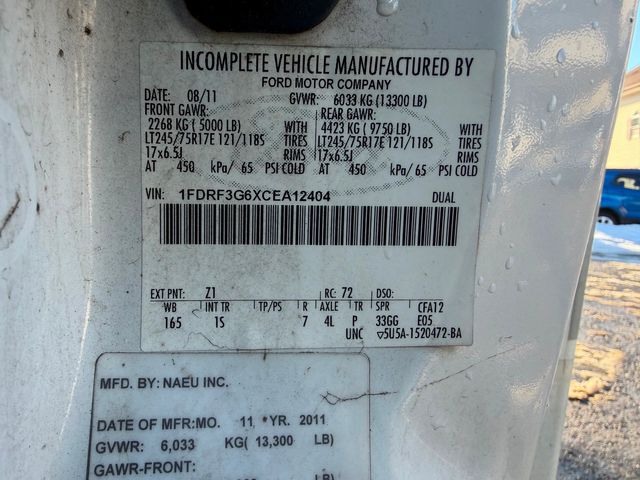 INCOMPLETE VEHICLE MANUFACTURED BY
FORD MOTOR COMPANY
DATE: 08/11 GVWR: 6033 KG (13300 LB)
FRONT GAWR: REAR GAWR:
2268 KG (5000 LB) WITH 4423 KG (9750 LB) WITH
LT245/75R17E 121/118S TIRES LT245/75R17E 121/118S TIRES
17x6.5J RIMS 17x6.5J RIMS
AT 450 kPa/ 65 PSI COLD AT 450 kPa/ 65 PSI COLD
VIN: 1FDRF3G6XCEA12404 DUAL
EXT PNT: Z1 RC: 72 DSO:
WB INT TR TP/PS R AXLE TR SPR CFA12
165 1S 7 4L P 33GG E05
UNC ▽5U5A-1520472-BA
MFD. BY: NAEU INC.
DATE OF MFR:MO. 11 *YR. 2011
GVWR: 6,033 KG( 13,300 LB)
GAWR-FRONT:
LB)